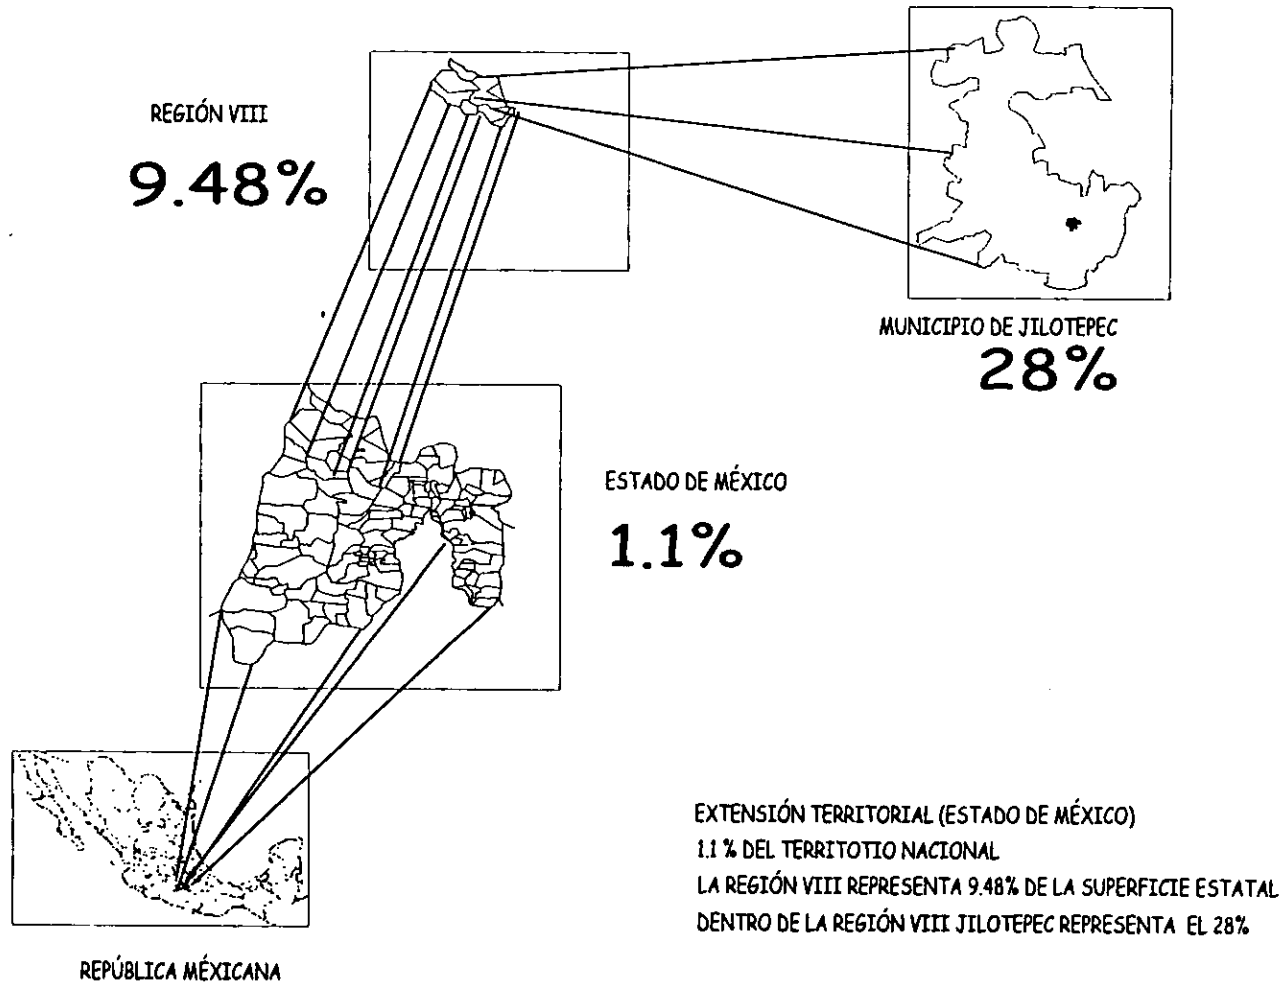 REGIÓN VIII
9.48%
MUNICIPIO DE JILOTEPEC
28%
ESTADO DE MÉXICO
1.1%
EXTENSIÓN TERRITORIAL (ESTADO DE MÉXICO)
1.1 % DEL TERRITOTIO NACIONAL
LA REGIÓN VIII REPRESENTA 9.48% DE LA SUPERFICIE ESTATAL
DENTRO DE LA REGIÓN VIII JILOTEPEC REPRESENTA EL 28%
REPÚBLICA MÉXICANA